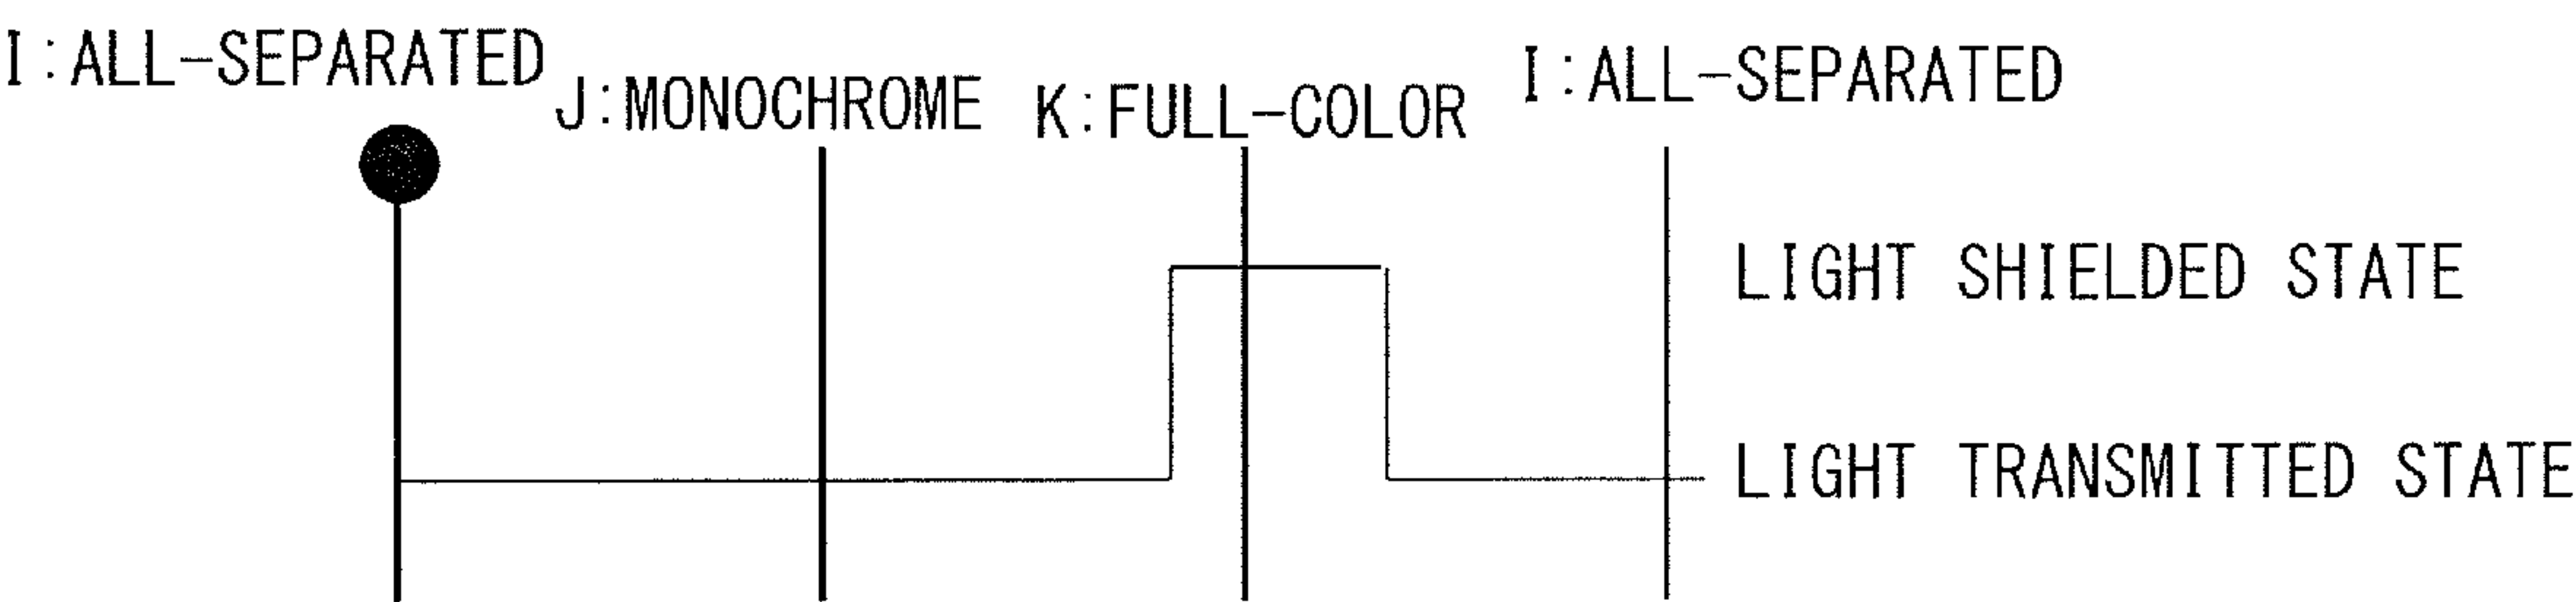 I:ALL-SEPARATED
J:MONOCHROME
K:FULL-COLOR
I:ALL-SEPARATED
LIGHT SHIELDED STATE
LIGHT TRANSMITTED STATE